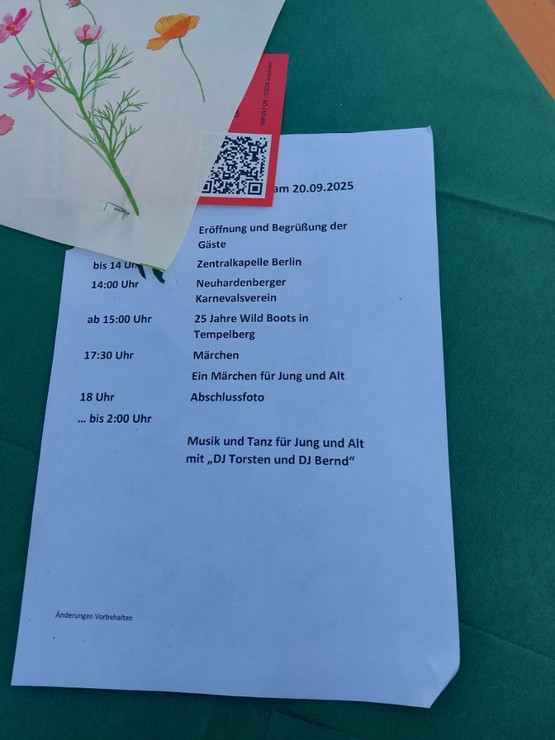 am 20.09.2025
Eröffnung und Begrüßung der
Gäste
bis 14 Uhr Zentralkapelle Berlin
14:00 Uhr Neuhardenberger
Karnevalsverein
ab 15:00 Uhr 25 Jahre Wild Boots in
Tempelberg
17:30 Uhr Märchen
Ein Märchen für Jung und Alt
18 Uhr Abschlussfoto
... bis 2:00 Uhr
Musik und Tanz für Jung und Alt
mit „DJ Torsten und DJ Bernd“
Änderungen Vorbehalten